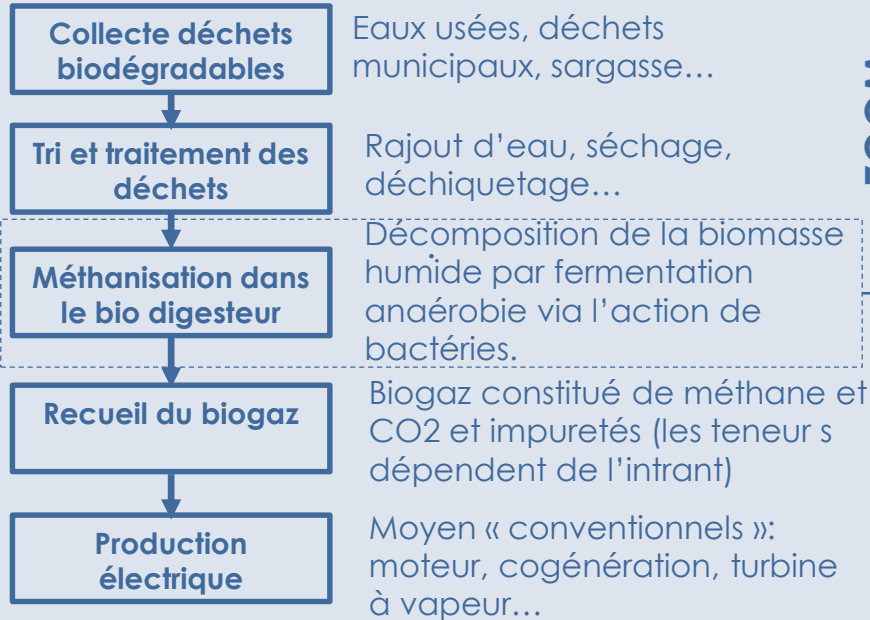 Collecte déchets
biodégradables
Eaux usées, déchets
municipaux, sargasse…
Tri et traitement des
déchets
Rajout d’eau, séchage,
déchiquetage…
Méthanisation dans
le bio digesteur
Décomposition de la biomasse
humide par fermentation
anaérobie via l’action de
bactéries.
Recueil du biogaz
Biogaz constitué de méthane et
CO2 et impuretés (les teneur s
dépendent de l’intrant)
Production
électrique
Moyen « conventionnels »:
moteur, cogénération, turbine
à vapeur…